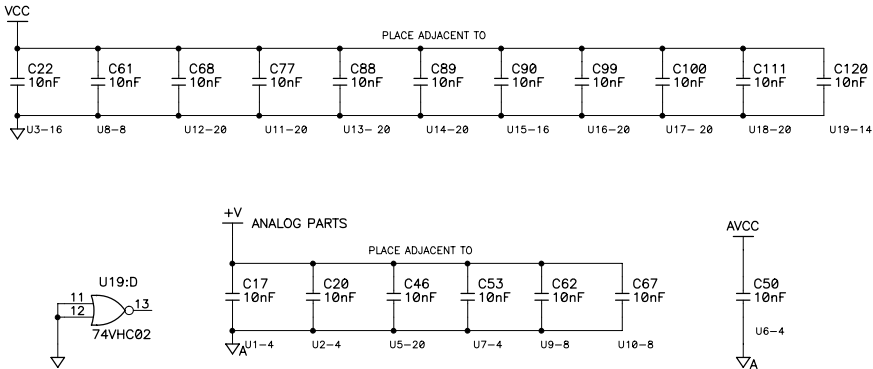 VCC
PLACE ADJACENT TO
C22 C61 C68 C77 C88 C89 C90 C99 C100 C111 C120
10nF 10nF 10nF 10nF 10nF 10nF 10nF 10nF 10nF 10nF 10nF
U3-16 U8-8 U12-20 U11-20 U13- 20 U14-20 U15-16 U16-20 U17- 20 U18-20 U19-14
+V ANALOG PARTS
AVCC
PLACE ADJACENT TO
U19:D
C17 C20 C46 C53 C62 C67 C50
10nF 10nF 10nF 10nF 10nF 10nF 10nF
11
12
13
74VHC02
U6-4
A U1-4 U2-4 U5-20 U7-4 U9-8 U10-8
A